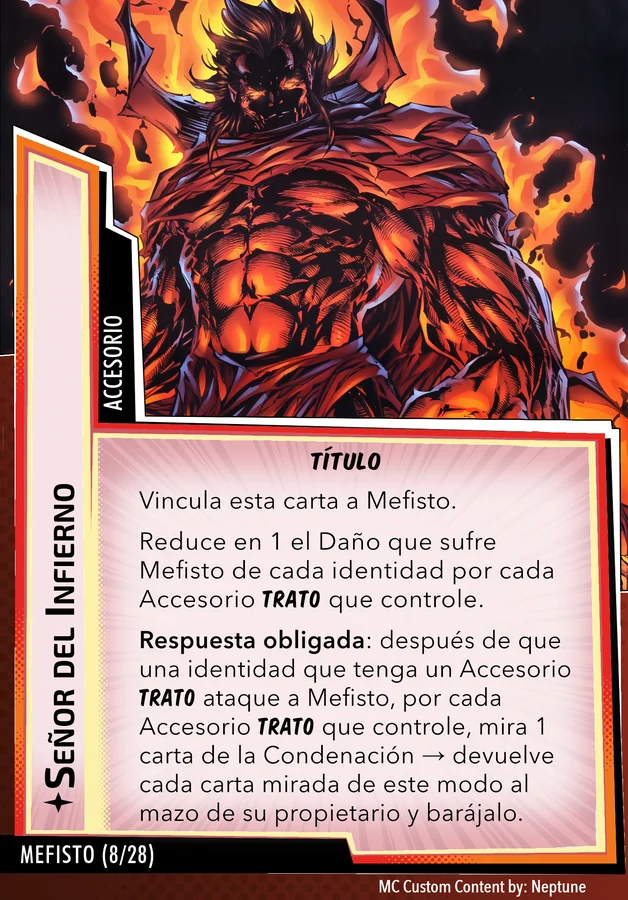 ACCESORIO
SEÑOR DEL INFIERNO
TÍTULO
Vincula esta carta a Mefisto.
Reduce en 1 el Daño que sufre
Mefisto de cada identidad por cada
Accesorio TRATO que controle.
Respuesta obligada: después de que
una identidad que tenga un Accesorio
TRATO ataque a Mefisto, por cada
Accesorio TRATO que controle, mira 1
carta de la Condenación → devuelve
cada carta mirada de este modo al
mazo de su propietario y barájalo.
MEFISTO (8/28)
MC Custom Content by: Neptune